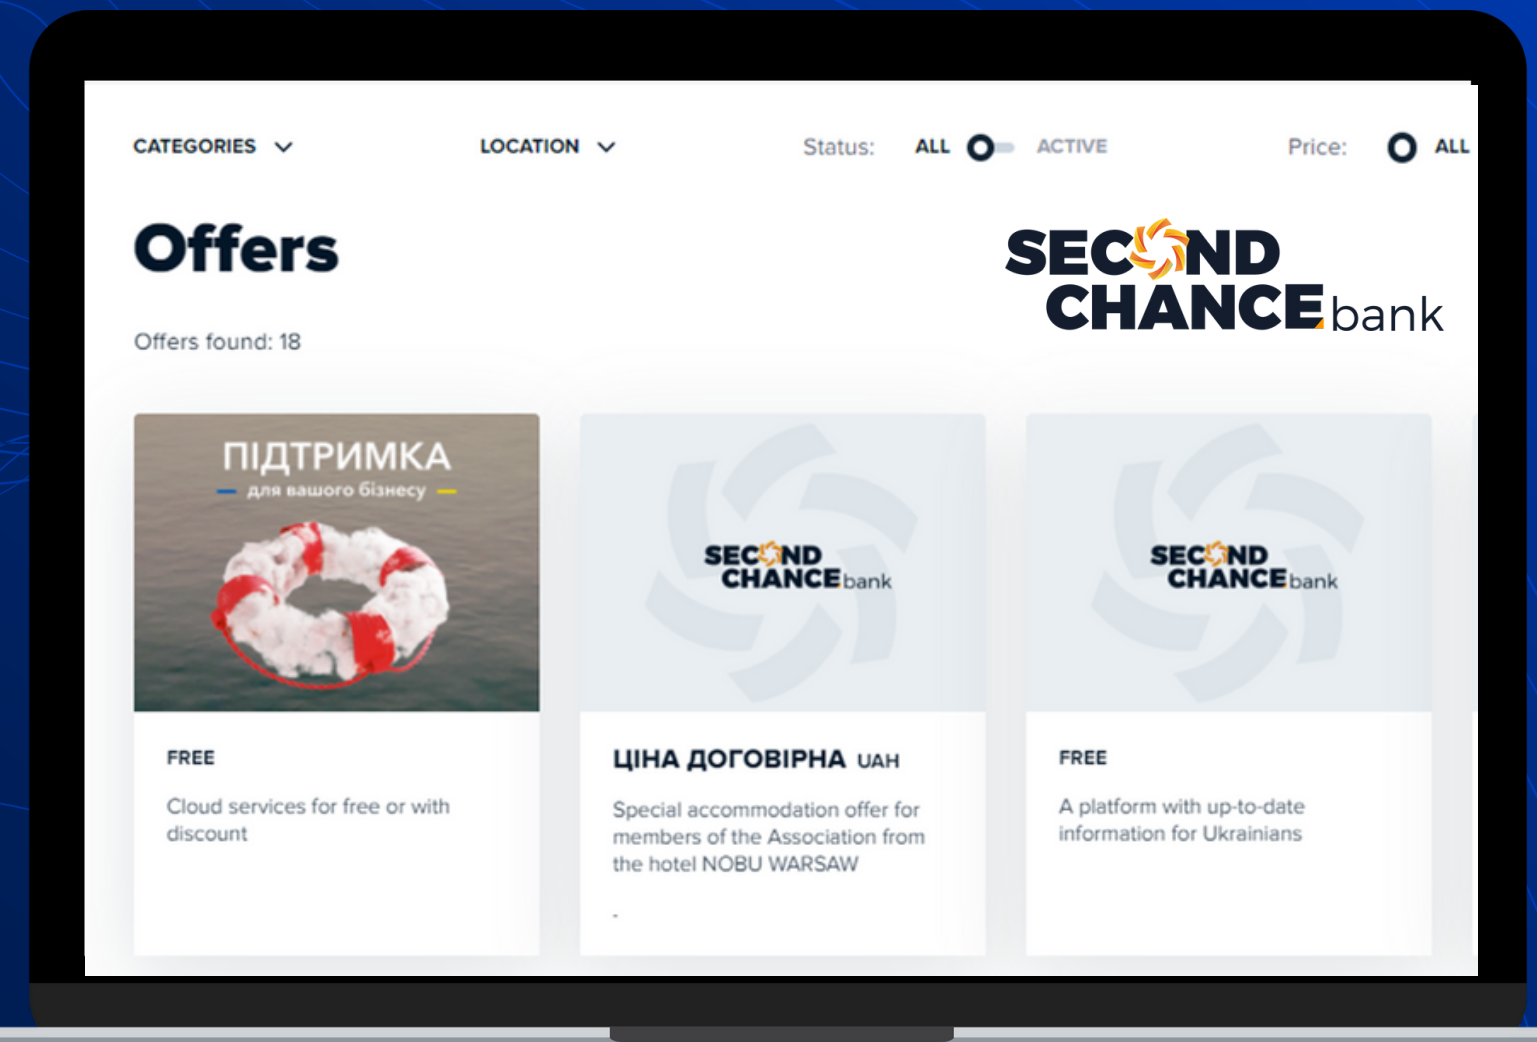 CATEGORIES
LOCATION
Status: ALL ACTIVE
Price: ALL
Offers
SECOND
CHANCE bank
Offers found: 18
ПІДТРИМКА
для вашого бізнесу
SECOND
CHANCE bank
SECOND
CHANCE bank
FREE
Cloud services for free or with
discount
ЦІНА ДОГОВІРНА UAH
Special accommodation offer for
members of the Association from
the hotel NOBU WARSAW
-
FREE
A platform with up-to-date
information for Ukrainians